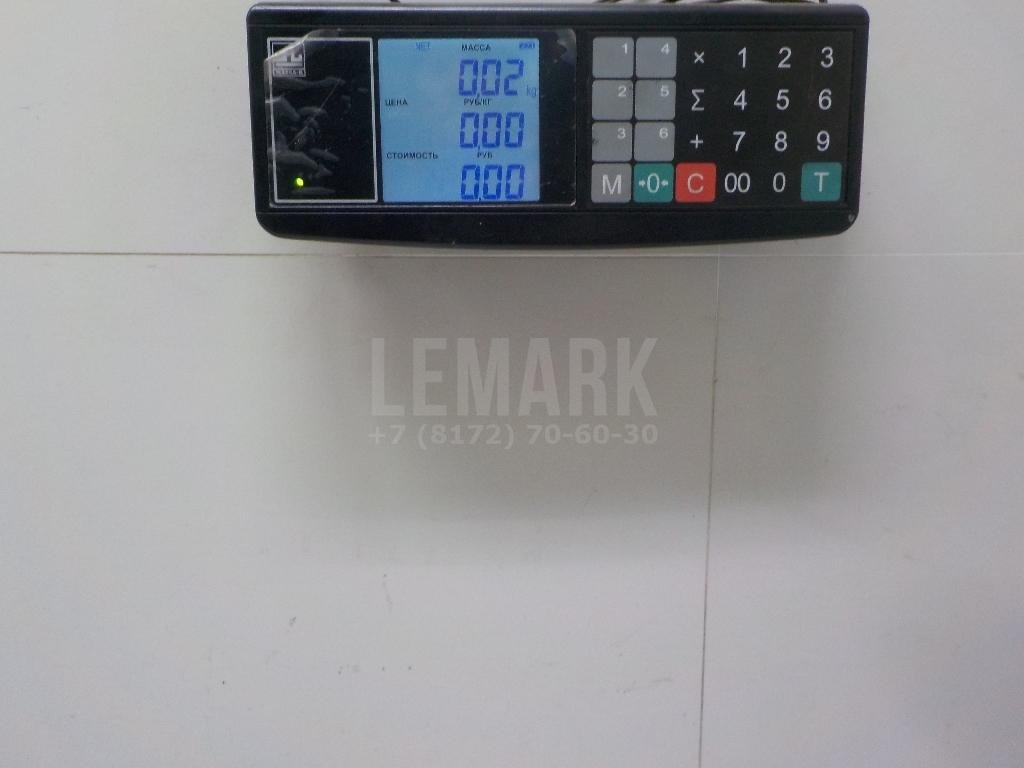 НЕТ МАССА
0,02 kg
ЦЕНА РУБ/КГ
0,00
СТОИМОСТЬ РУБ
0,00
1 4 × 1 2 3
2 5 Σ 4 5 6
3 6 + 7 8 9
M →0← C 00 0 T
LEMARK
+7 (8172) 70-60-30